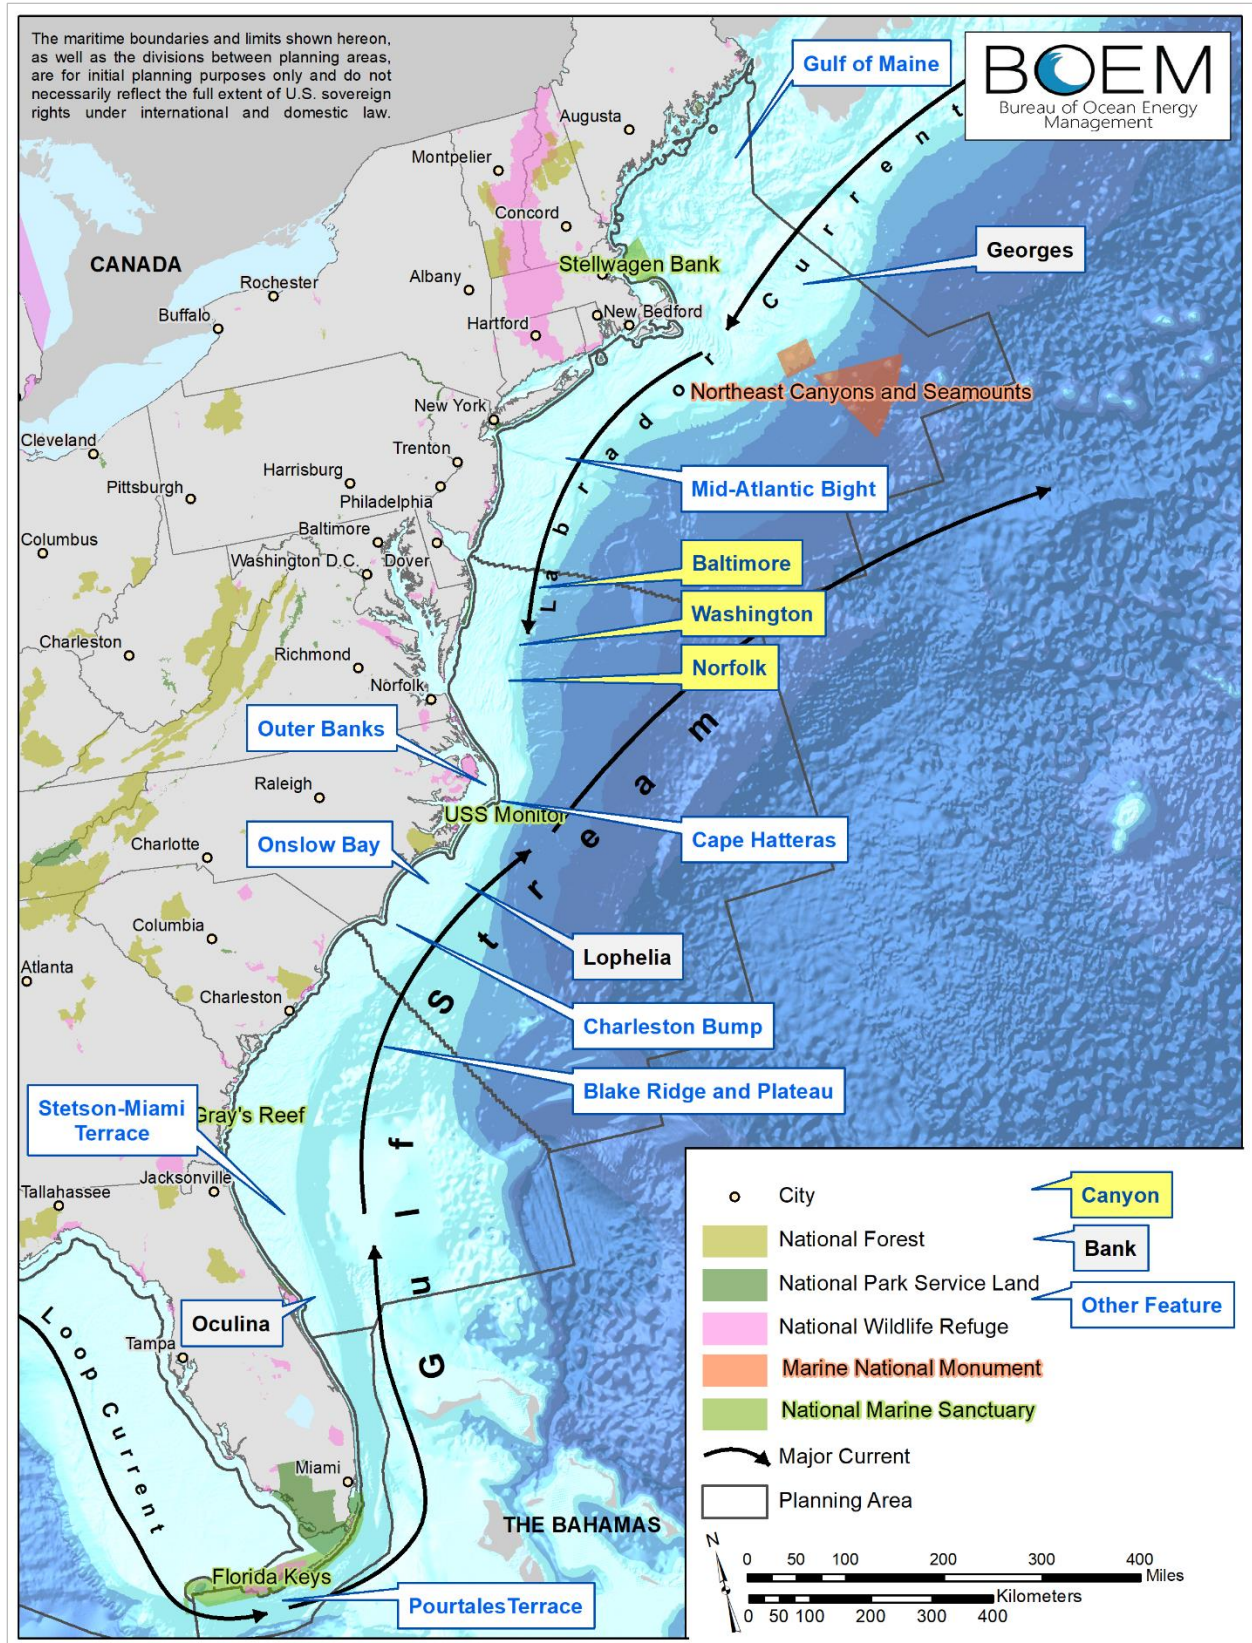 The maritime boundaries and limits shown hereon,
as well as the divisions between planning areas,
are for initial planning purposes only and do not
necessarily reflect the full extent of U.S. sovereign
rights under international and domestic law.
BOEM
Bureau of Ocean Energy
Management
Gulf of Maine
Augusta
Montpelier
Concord
Labrador Current
Georges
CANADA
Stellwagen Bank
Rochester
Albany
Buffalo
New Bedford
Hartford
Northeast Canyons and Seamounts
New York
Cleveland
Trenton
Harrisburg
Pittsburgh
Philadelphia
Mid-Atlantic Bight
Baltimore
Columbus
Washington D.C.
Dover
Baltimore
Washington
Charleston
Richmond
Norfolk
Norfolk
Outer Banks
Raleigh
USS Monitor
Cape Hatteras
Charlotte
Onslow Bay
Columbia
Lophelia
Atlanta
Charleston
Charleston Bump
Gulf Stream
Blake Ridge and Plateau
Stetson-Miami
Terrace
Gray's Reef
Jacksonville
Tallahassee
Oculina
Loop Current
Tampa
Miami
THE BAHAMAS
Florida Keys
Pourtales Terrace
City
National Forest
National Park Service Land
National Wildlife Refuge
Marine National Monument
National Marine Sanctuary
Major Current
Planning Area
Canyon
Bank
Other Feature
N
0 50 100 200 300 400
Miles
Kilometers
0 50 100 200 300 400